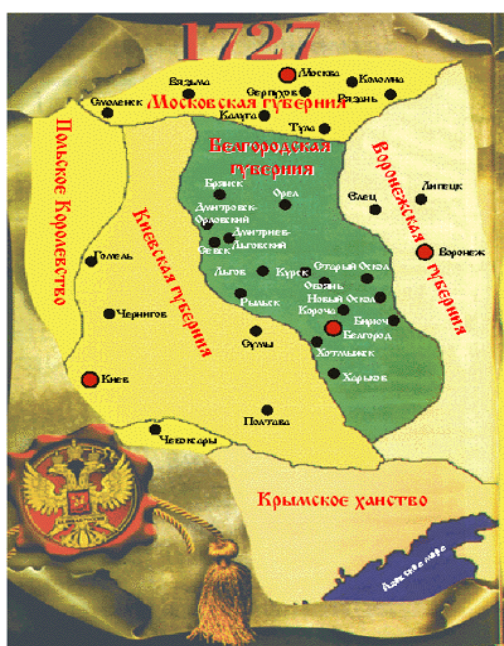 1727
Москва
Вязьма
Серпухов
Коломна
Рязань
Смоленск
Московская губерния
Калуга
Тула
Польское Королевство
Киевская губерния
Белгородская
губерния
Воронежская губерния
Брянск
Орел
Дмитровск-
Орловский
Дмитриев-
Льговский
Севск
Елец
Липецк
Воронеж
Гомель
Льгов
Курск
Старый Оскол
Обоянь
Рыльск
Новый Оскол
Короча
Бирюч
Белгород
Чернигов
Сумы
Хотмыжск
Харьков
Киев
Полтава
Чебоксары
Крымское ханство
Азовское море